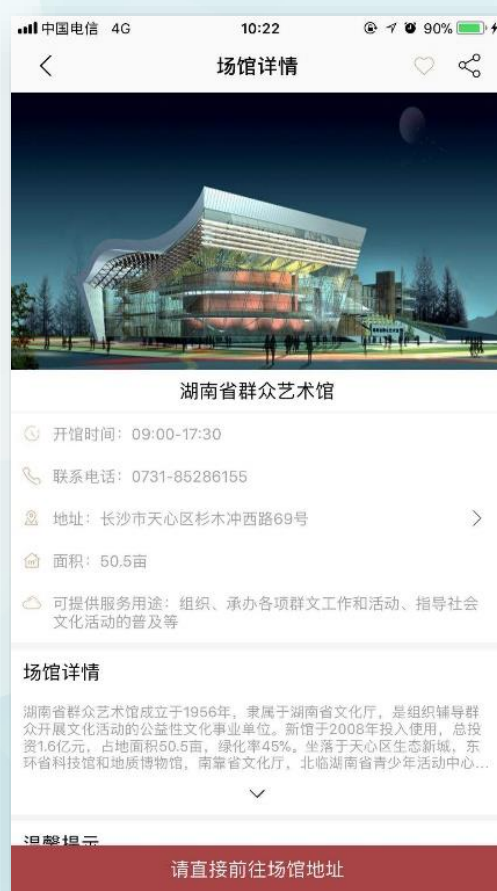 中国电信 4G 10:22 90%
场馆详情
湖南省群众艺术馆
开馆时间：09:00-17:30
联系电话：0731-85286155
地址：长沙市天心区杉木冲西路69号
面积：50.5亩
可提供服务用途：组织、承办各项群文工作和活动、指导社会
文化活动的普及等
场馆详情
湖南省群众艺术馆成立于1956年，隶属于湖南省文化厅，是组织辅导群
众开展文化活动的公益性文化事业单位。新馆于2008年投入使用，总投
资1.6亿元，占地面积50.5亩，绿化率45%。坐落于天心区生态新城，东
环省科技馆和地质博物馆，南靠省文化厅，北临湖南省青少年活动中心...
温馨提示
请直接前往场馆地址